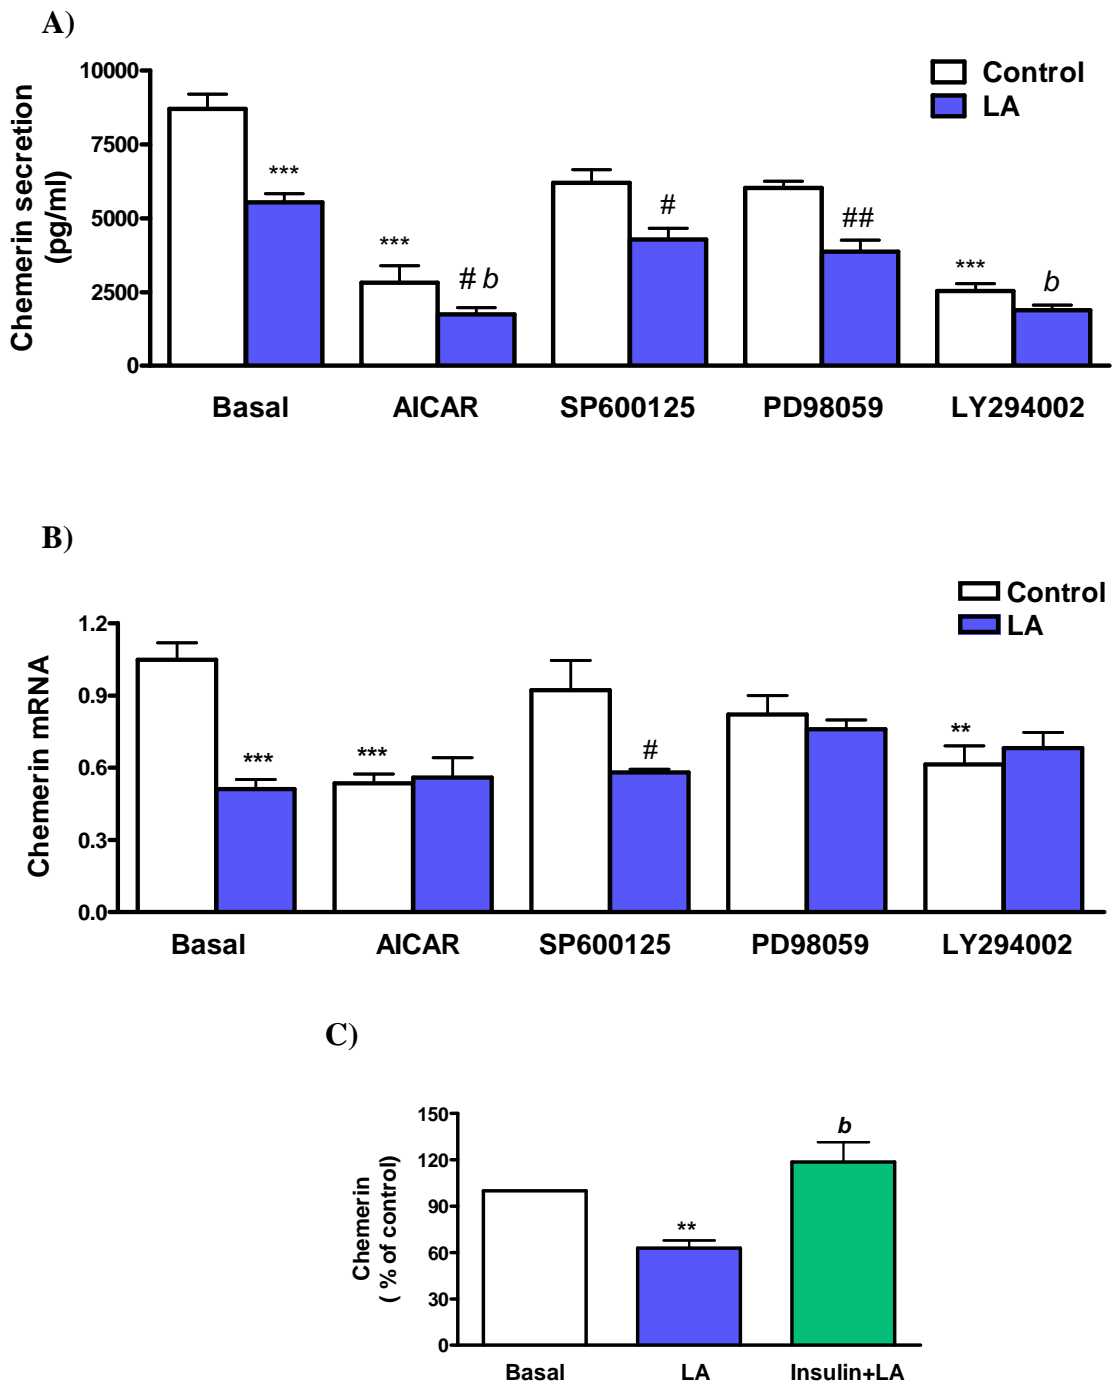 A)
Chemerin secretion
(pg/ml)
10000
7500
5000
2500
0
Control
LA
***
***
# b
#
##
***
b
Basal AICAR SP600125 PD98059 LY294002
B)
Chemerin mRNA
1.2
0.9
0.6
0.3
0.0
Control
LA
***
***
#
**
Basal AICAR SP600125 PD98059 LY294002
C)
Chemerin
( % of control)
150
120
90
60
30
0
**
b
Basal LA Insulin+LA